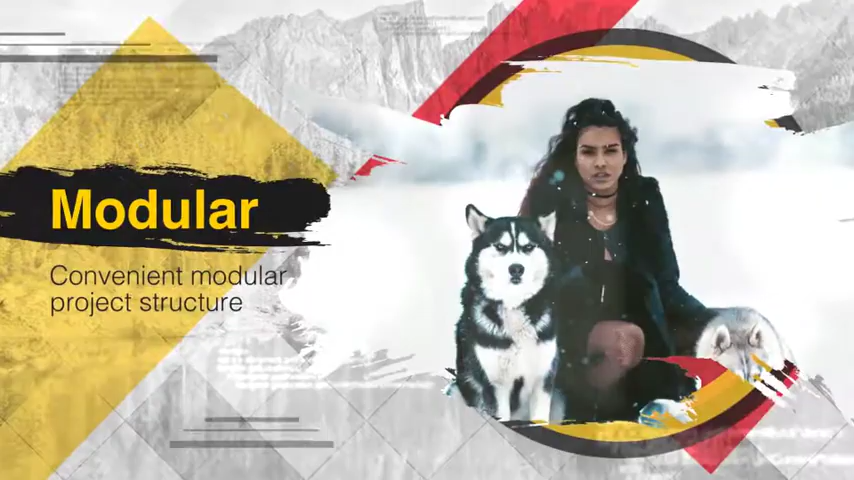 Modular
Convenient modular
project structure